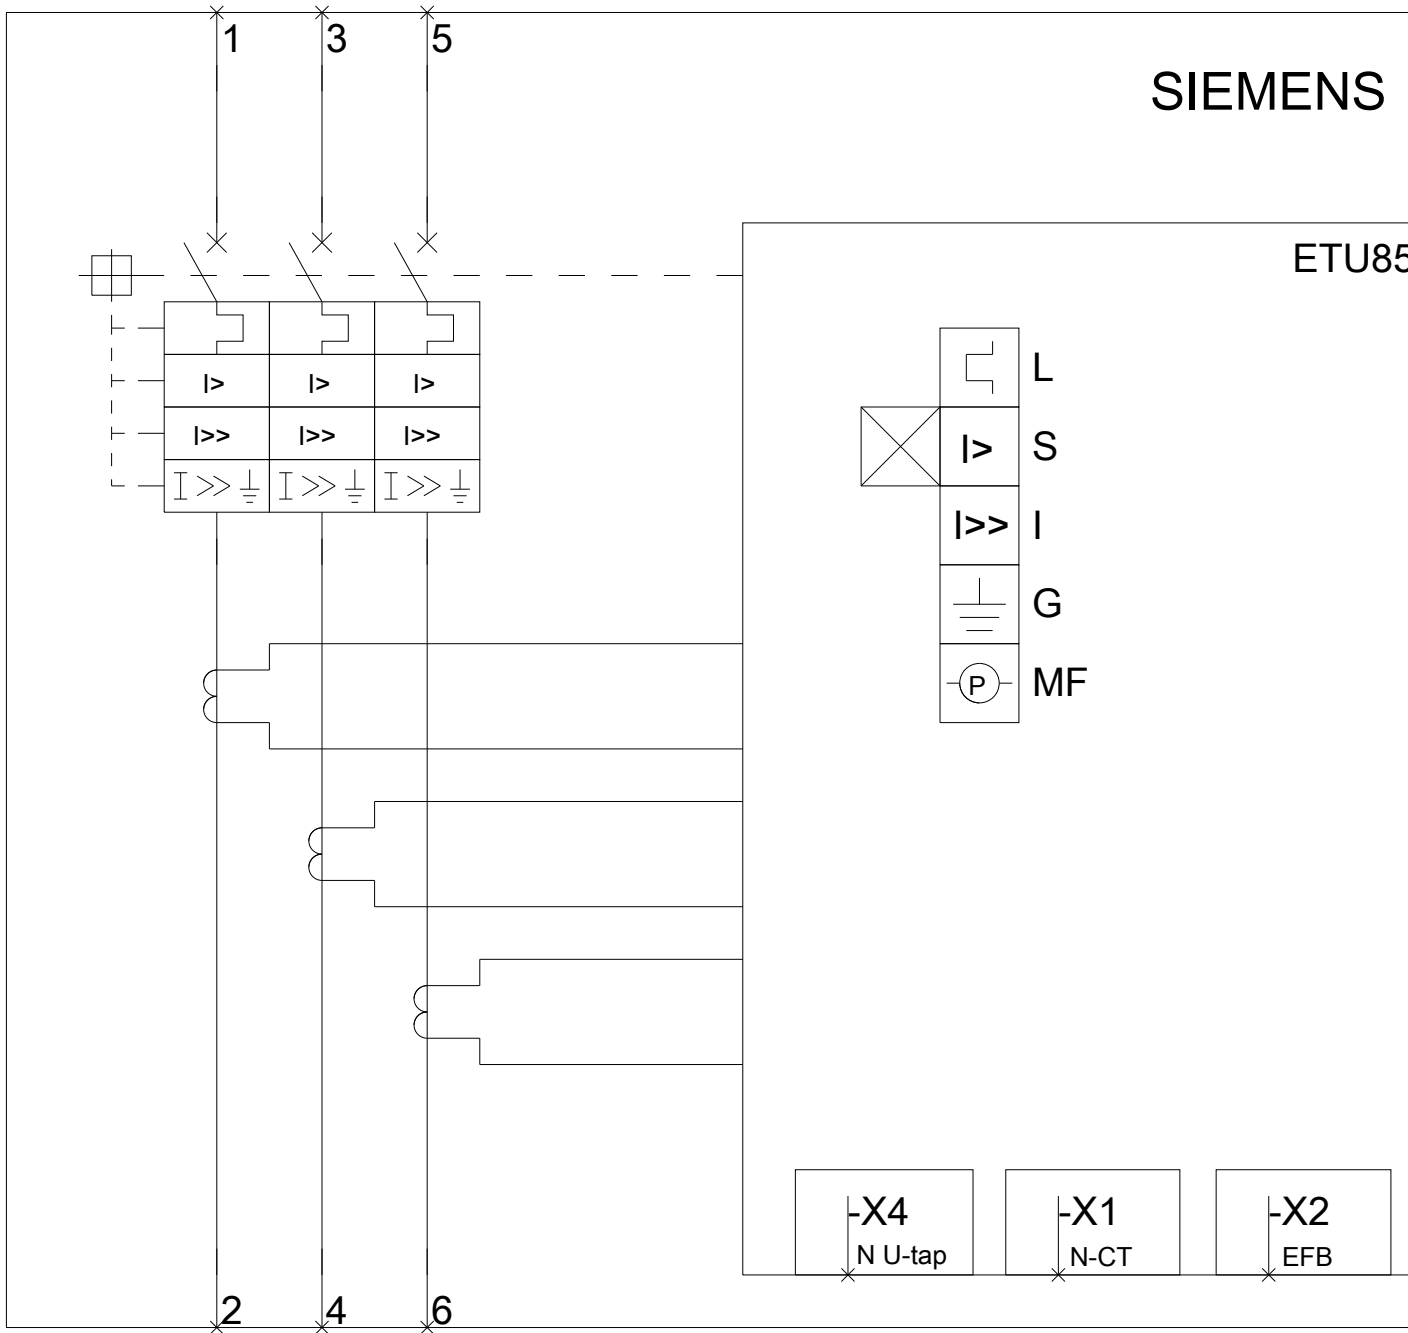 1 3 5
SIEMENS
ETU85
I> I> I>
I>> I>> I>>
I>> I>> I>>
L
I> S
I>> I
G
P MF
-X4 -X1 -X2
N U-tap N-CT EFB
2 4 6